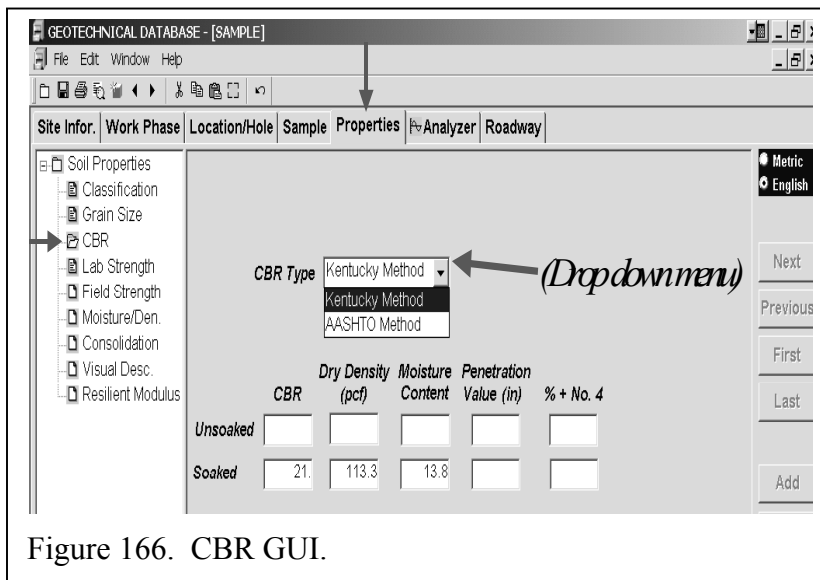 GEOTECHNICAL DATABASE - [SAMPLE]
File Edit Window Help
Site Infor. Work Phase Location/Hole Sample Properties Analyzer Roadway
Soil Properties
Classification
Grain Size
CBR
Lab Strength
Field Strength
Moisture/Den.
Consolidation
Visual Desc.
Resilient Modulus
CBR Type Kentucky Method
(Drop down menu)
Kentucky Method
AASHTO Method
Dry Density Moisture Penetration
CBR (pcf) Content Value (in) % + No. 4
Unsoaked
Soaked 21. 113.3 13.8
Metric
English
Next
Previous
First
Last
Add
Figure 166. CBR GUI.